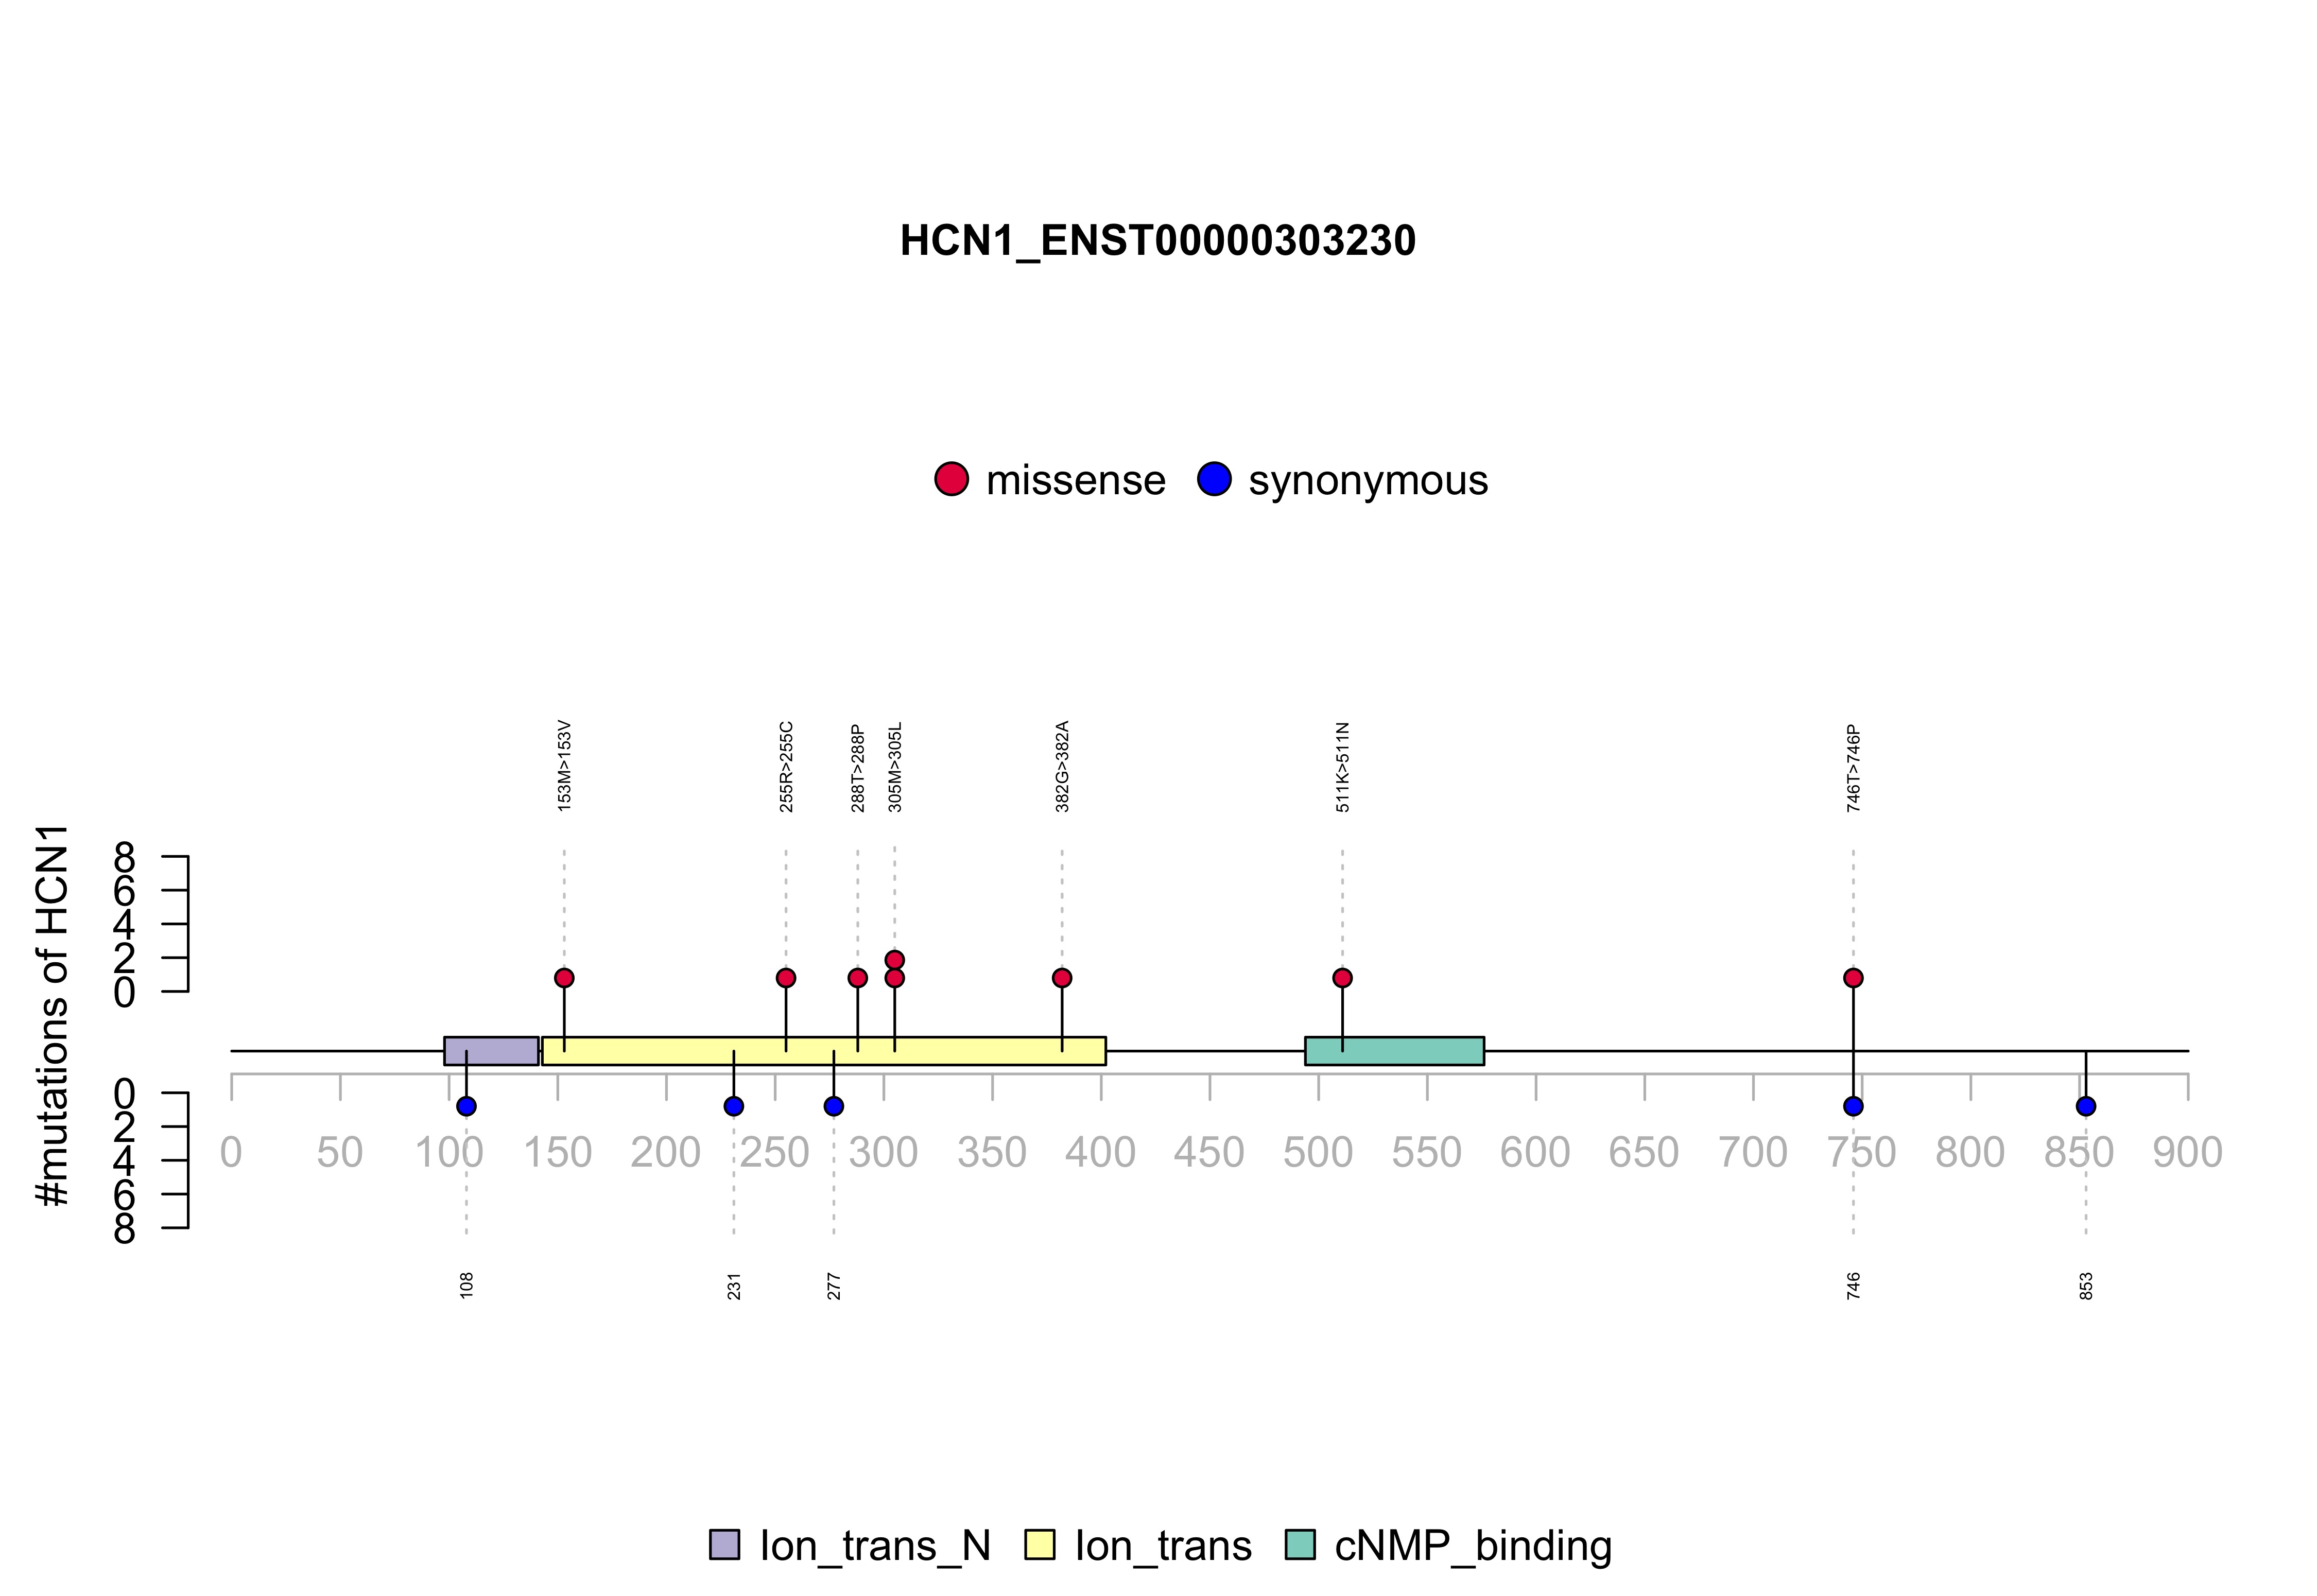 HCN1_ENST00000303230
missense synonymous
153M>153V 255R>255C 288T>288P 305M>305L 382G>382A 511K>511N 746T>746P
#mutations of HCN1
8
6
4
2
0
0
2
4
6
8
0 50 100 150 200 250 300 350 400 450 500 550 600 650 700 750 800 850 900
108 231 277 746 853
Ion_trans_N Ion_trans cNMP_binding